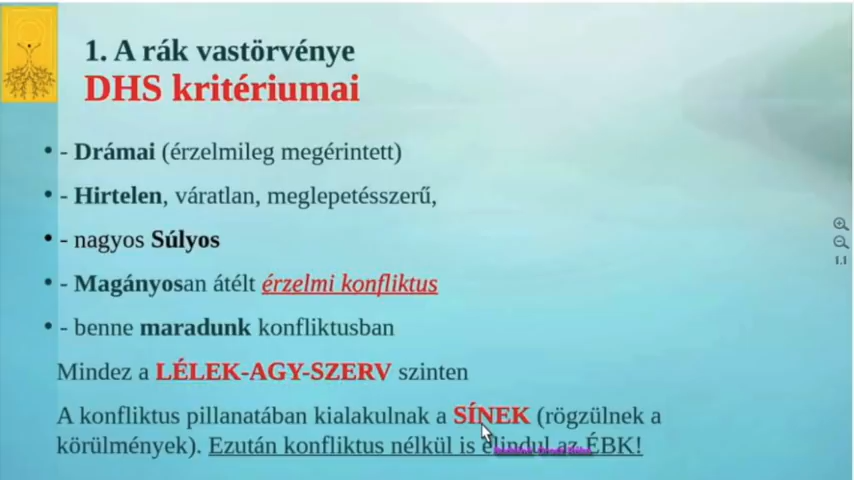 1. A rák vastörvénye
DHS kritériumai
• - Drámai (érzelmileg megérintett)
• - Hirtelen, váratlan, meglepetésszerű,
• - nagyos Súlyos
• - Magányosan átélt érzelmi konfliktus
• - benne maradunk konfliktusban
Mindez a LÉLEK-AGY-SZERV szinten
A konfliktus pillanatában kialakulnak a SÍNEK (rögzülnek a
körülmények). Ezután konfliktus nélkül is elindul az ÉBK!
1.1